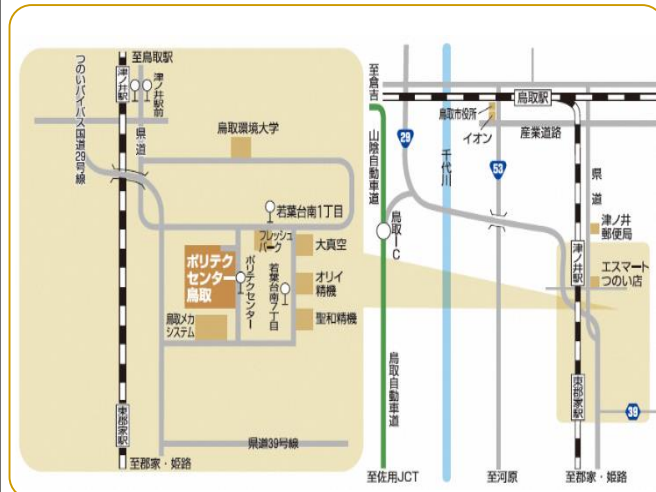 至鳥取駅
つのいバイパス国道29号線
津ノ井駅
津ノ井駅前
県道
鳥取環境大学
若葉台南1丁目
フレッシュ
パーク
大真空
ポリテク
センター
鳥取
ポリテクセンター
若葉台南7丁目
オリイ
精機
聖和精機
鳥取メカ
システム
東郡家駅
県道39号線
至郡家・姫路
至倉吉
山陰自動車道
29
千代川
鳥取市役所
イオン
鳥取駅
産業道路
53
県道
鳥取IC
津ノ井
郵便局
津ノ井駅
エスマート
つのい店
鳥取自動車道
東郡家駅
39
至佐用JCT
至河原
至郡家・姫路